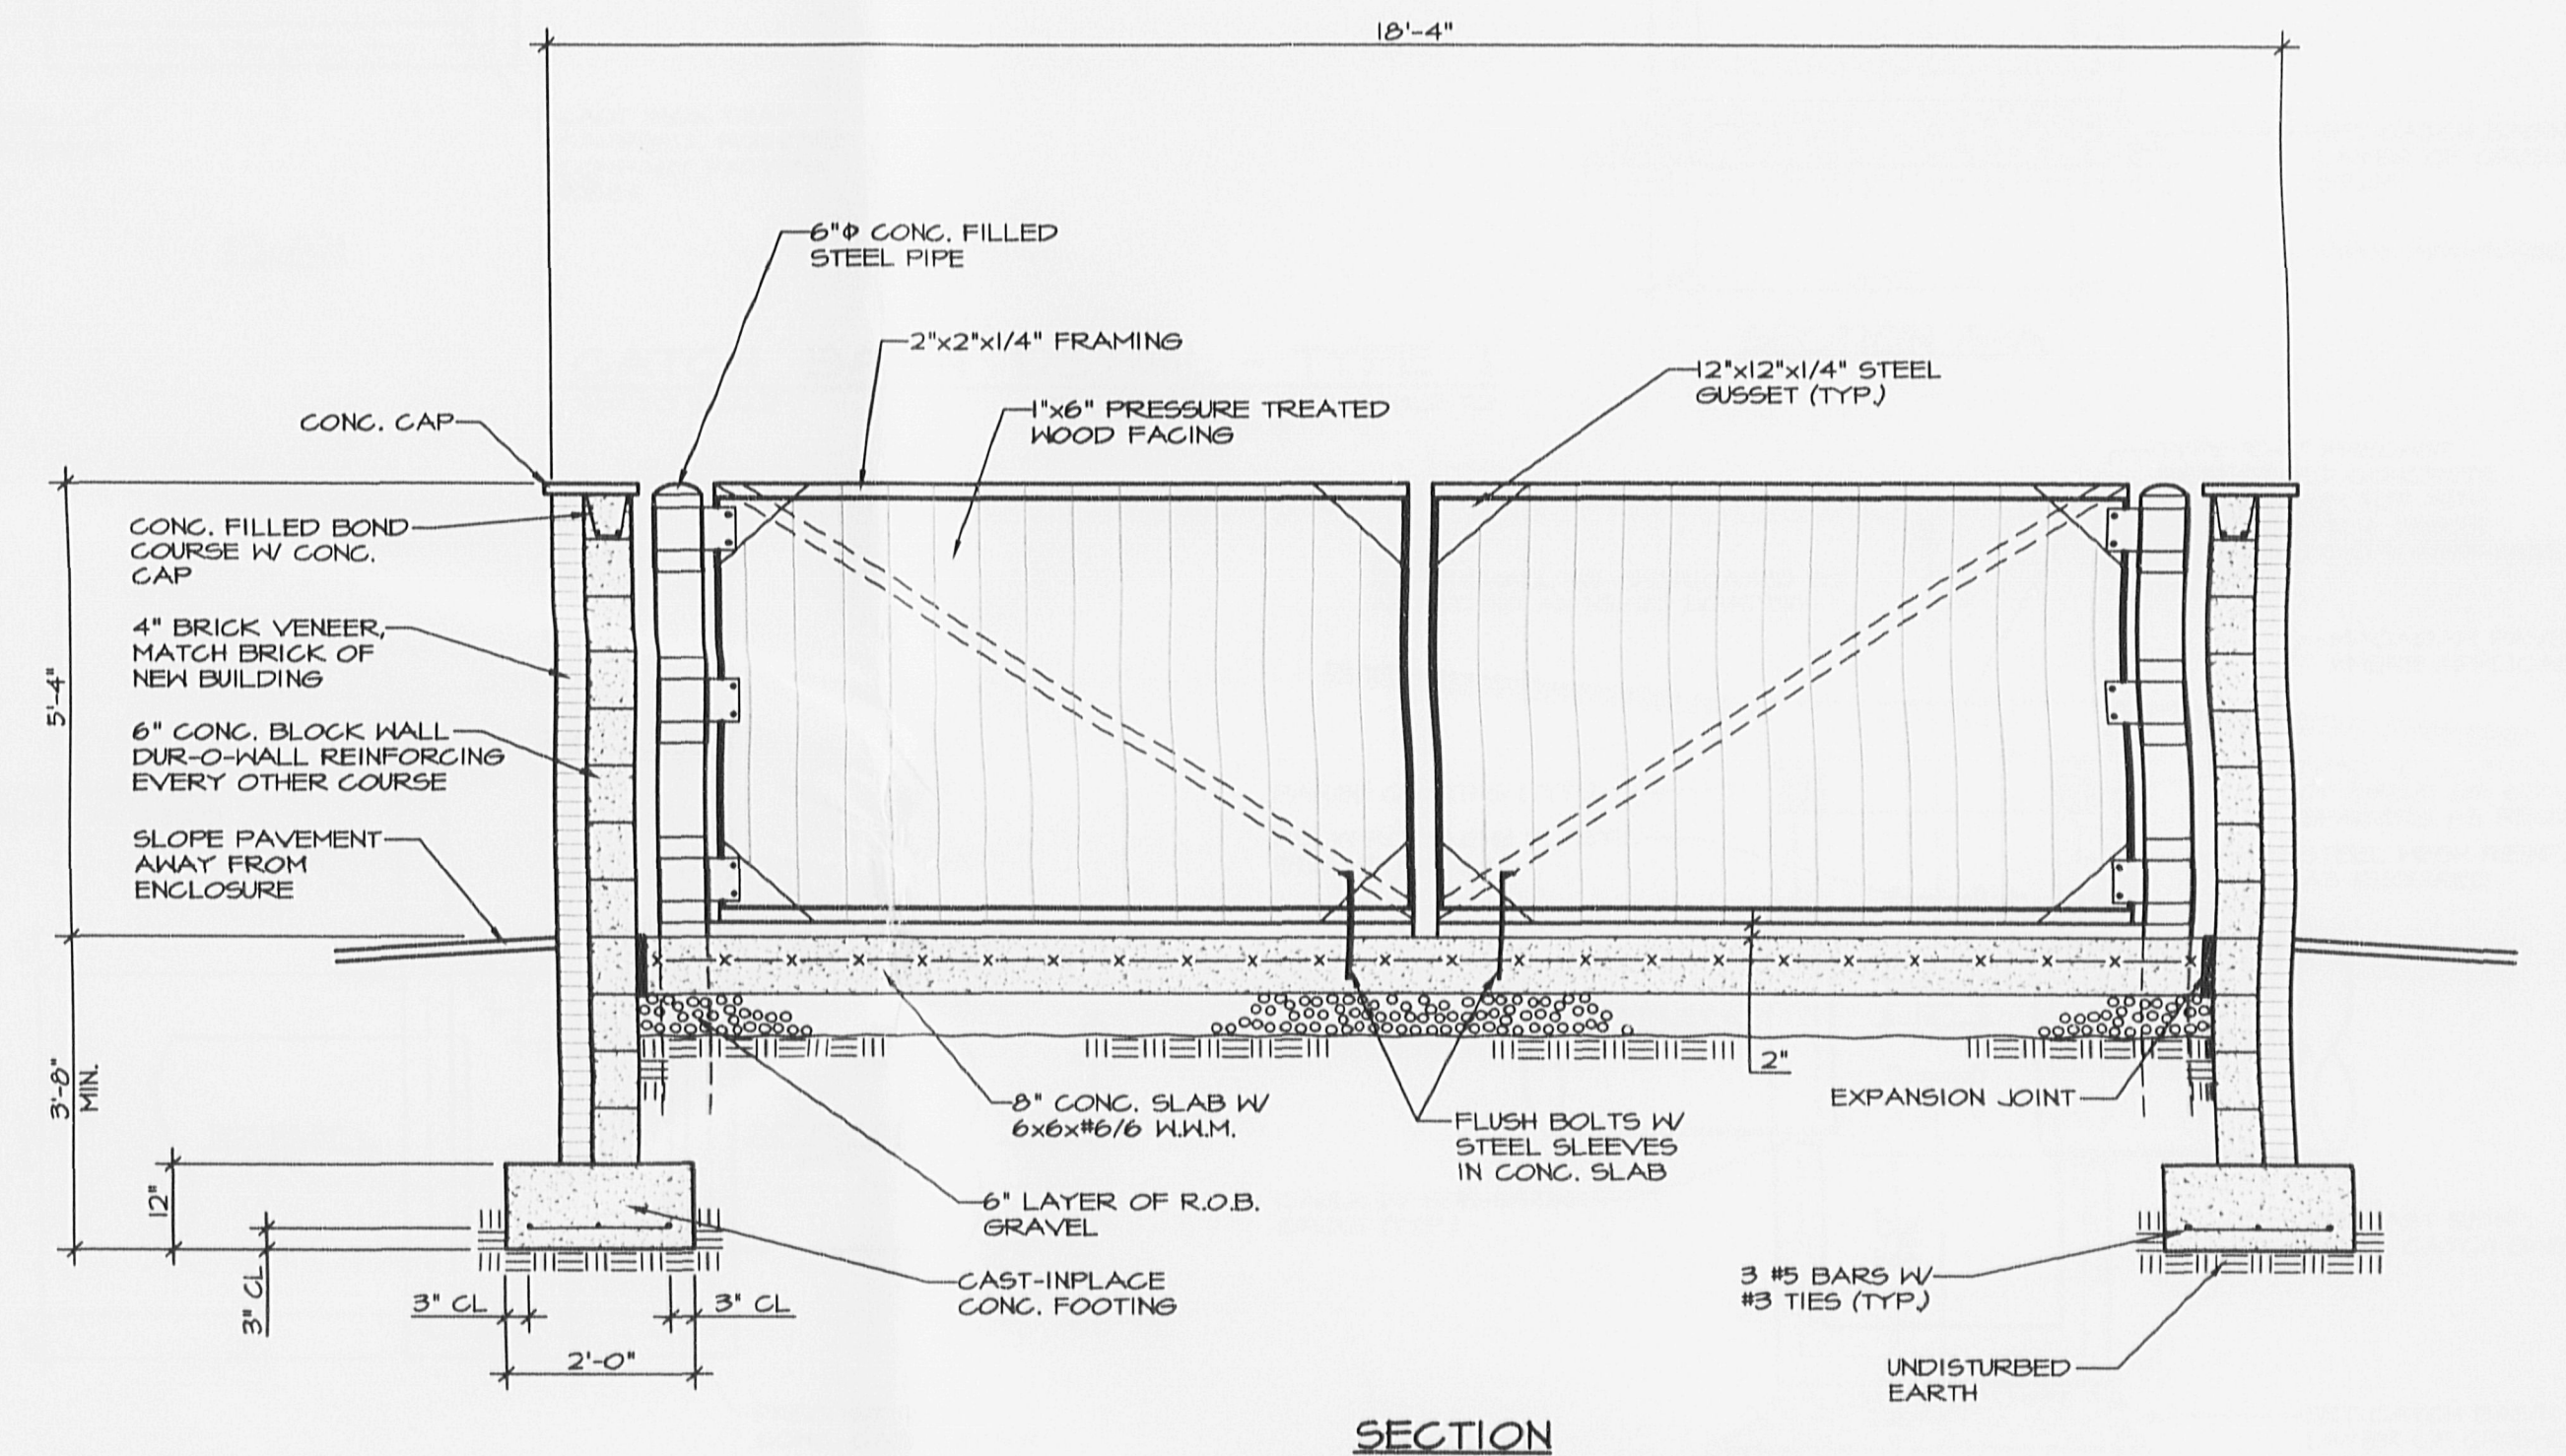 18'-4"
6"Φ CONC. FILLED
STEEL PIPE
2"x2"x1/4" FRAMING
12"x12"x1/4" STEEL
GUSSET (TYP.)
1"x6" PRESSURE TREATED
WOOD FACING
CONC. CAP
CONC. FILLED BOND
COURSE W/ CONC.
CAP
4" BRICK VENEER,
MATCH BRICK OF
NEW BUILDING
5'-4"
6" CONC. BLOCK WALL
DUR-O-WALL REINFORCING
EVERY OTHER COURSE
SLOPE PAVEMENT
AWAY FROM
ENCLOSURE
3'-8"
MIN.
2"
EXPANSION JOINT
8" CONC. SLAB W/
6x6x#6/6 W.W.M.
FLUSH BOLTS W/
STEEL SLEEVES
IN CONC. SLAB
12"
6" LAYER OF R.O.B.
GRAVEL
3" CL
3" CL
3" CL
CAST-INPLACE
CONC. FOOTING
3 #5 BARS W/
#3 TIES (TYP.)
2'-0"
UNDISTURBED
EARTH
SECTION